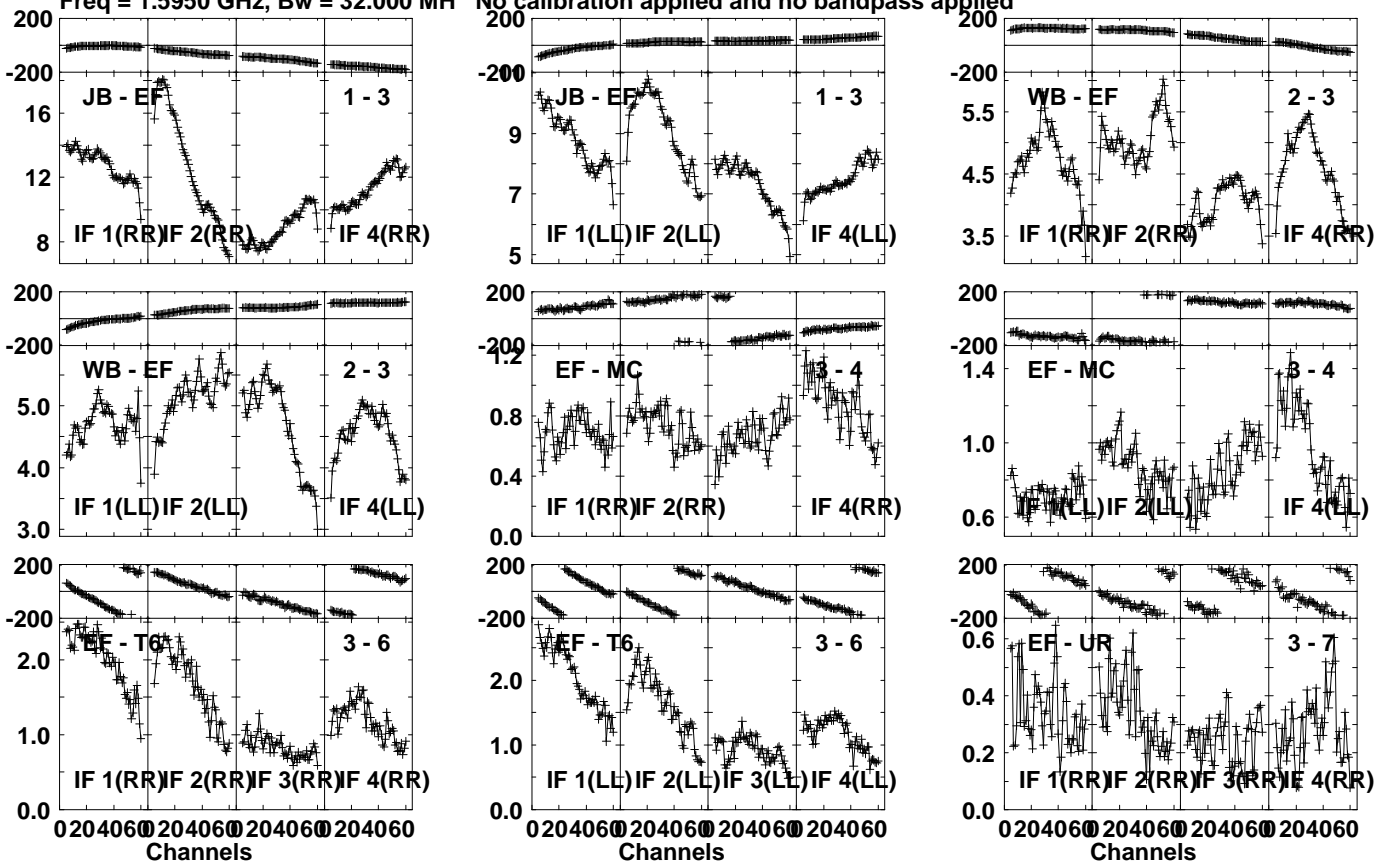 Freq = 1.5950 GHz, Bw = 32.000 MH No calibration applied and no bandpass applied
200
-200
16
12
8
JB - EF 1 - 3
IF 1(RR) IF 2(RR) IF 4(RR)
200
-200
11
9
7
5
JB - EF 1 - 3
IF 1(LL) IF 2(LL) IF 4(LL)
200
-200
5.5
4.5
3.5
WB - EF 2 - 3
IF 1(RR) IF 2(RR) IF 4(RR)
200
-200
5.0
4.0
3.0
WB - EF 2 - 3
IF 1(LL) IF 2(LL) IF 4(LL)
200
-200
1.2
0.8
0.4
0.0
EF - MC 3 - 4
IF 1(RR) IF 2(RR) IF 4(RR)
200
-200
1.4
1.0
0.6
EF - MC 3 - 4
IF 1(LL) IF 2(LL) IF 4(LL)
200
-200
2.0
1.0
0.0
EF - T6 3 - 6
IF 1(RR) IF 2(RR) IF 3(RR) IF 4(RR)
0 20 40 60 0 20 40 60 0 20 40 60 0 20 40 60
Channels
200
-200
2.0
1.0
0.0
EF - T6 3 - 6
IF 1(LL) IF 2(LL) IF 3(LL) IF 4(LL)
0 20 40 60 0 20 40 60 0 20 40 60 0 20 40 60
Channels
200
-200
0.6
0.4
0.2
0.0
EF - UR 3 - 7
IF 1(RR) IF 2(RR) IF 3(RR) IF 4(RR)
0 20 40 60 0 20 40 60 0 20 40 60 0 20 40 60
Channels